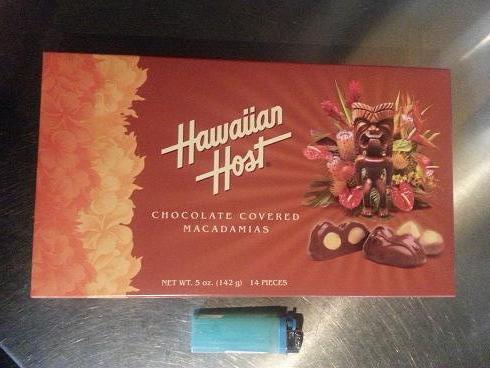 Hawaiian
Host®
CHOCOLATE COVERED
MACADAMIAS
NET WT. 5 oz. (142 g) 14 PIECES